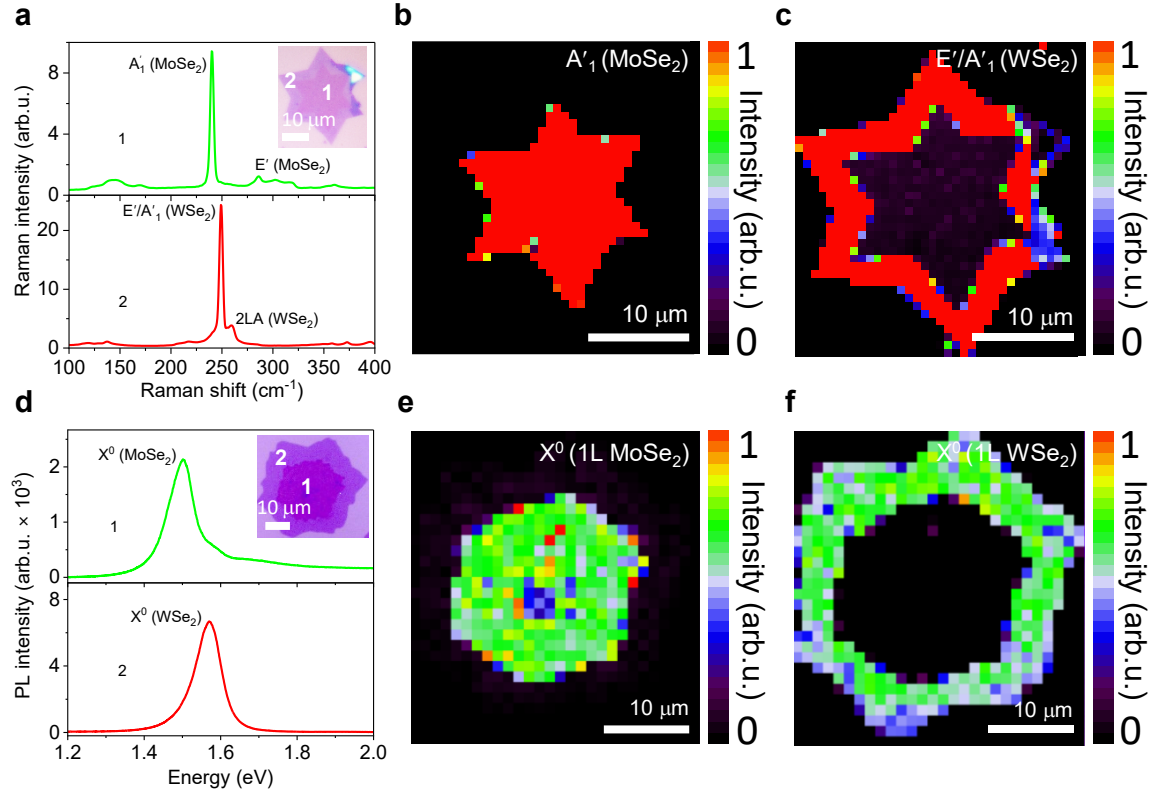 a
Raman intensity (arb.u.)
8
4
0
A′₁ (MoSe₂)
1
E′ (MoSe₂)
2
1
10 μm
20
10
0
E′/A′₁ (WSe₂)
2
2LA (WSe₂)
100 150 200 250 300 350 400
Raman shift (cm⁻¹)
b
A′₁ (MoSe₂)
10 μm
1
Intensity (arb.u.)
0
c
E′/A′₁ (WSe₂)
10 μm
1
Intensity (arb.u.)
0
d
PL intensity (arb.u. × 10³)
2
1
0
X⁰ (MoSe₂)
1
2
1
10 μm
8
4
0
X⁰ (WSe₂)
2
1.2 1.4 1.6 1.8 2.0
Energy (eV)
e
X⁰ (1L MoSe₂)
10 μm
1
Intensity (arb.u.)
0
f
X⁰ (1L WSe₂)
10 μm
1
Intensity (arb.u.)
0